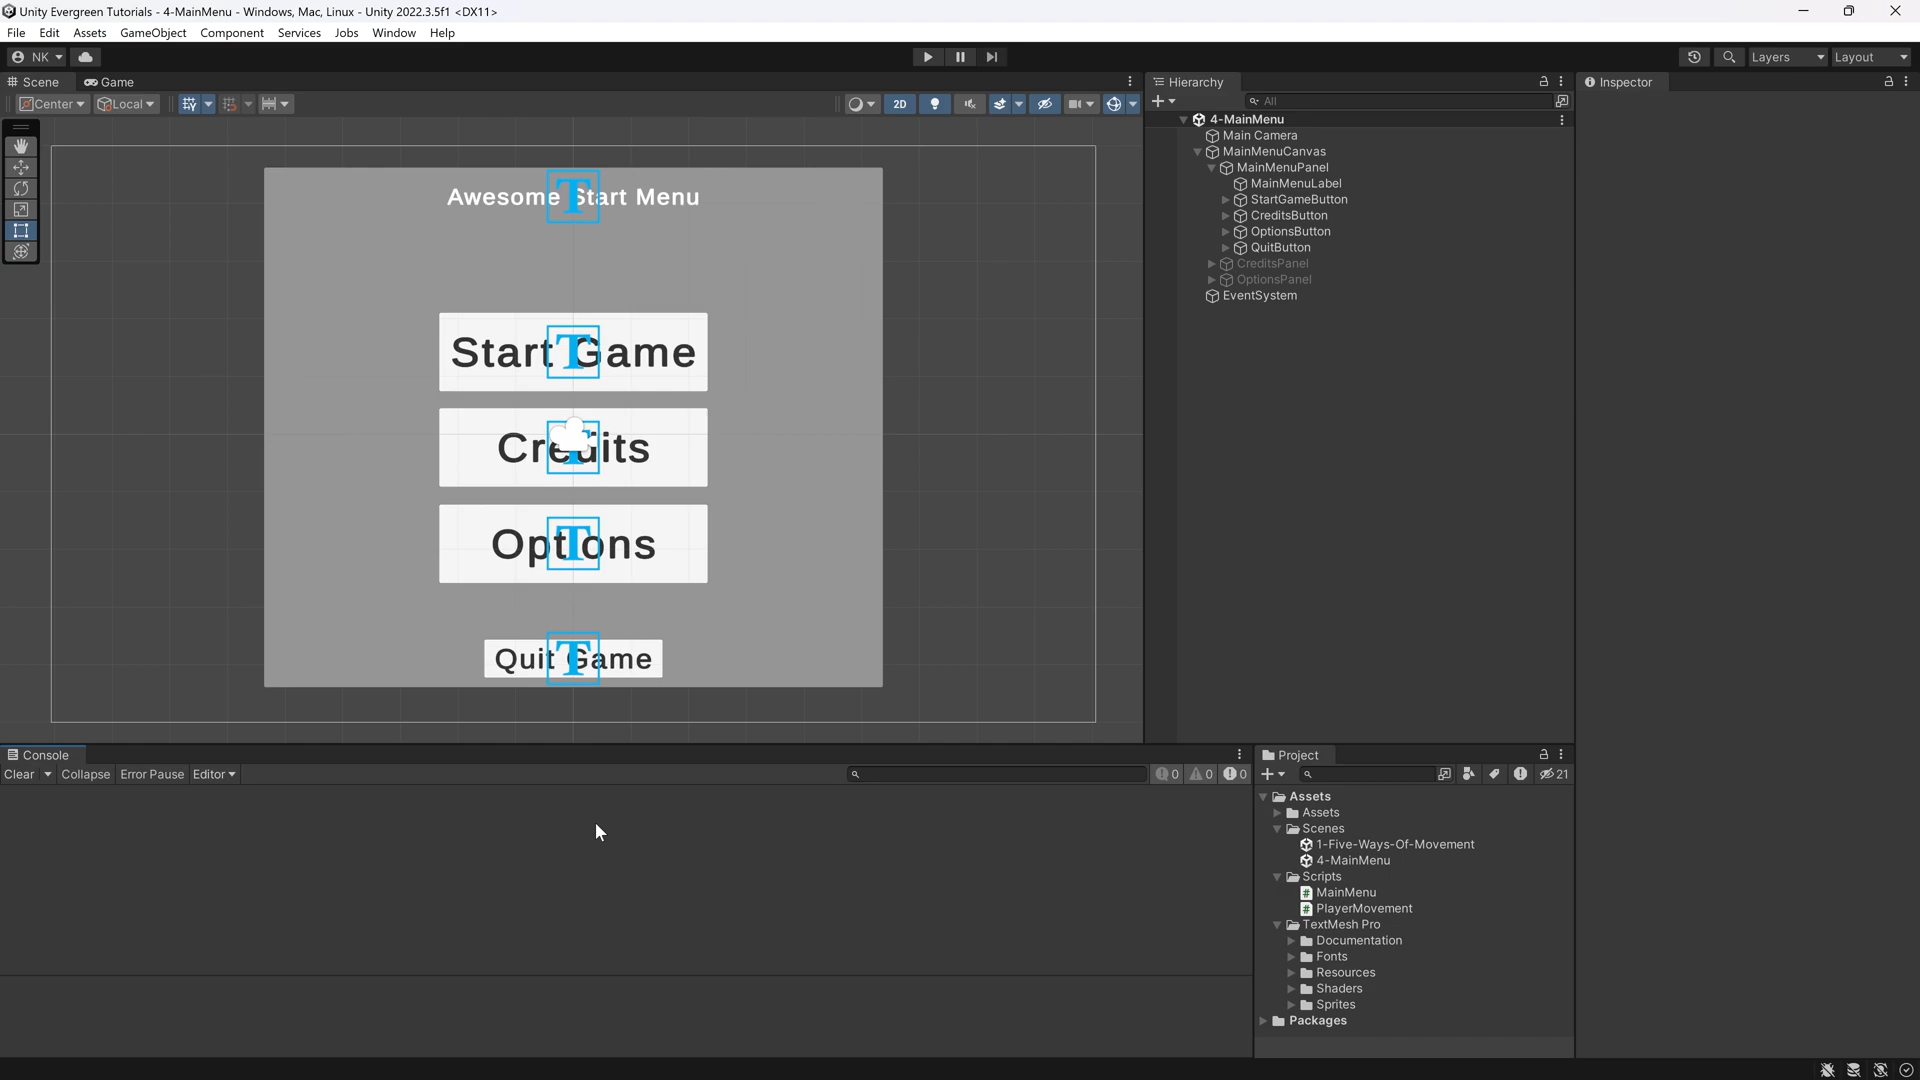 Unity Evergreen Tutorials - 4-MainMenu - Windows, Mac, Linux - Unity 2022.3.5f1 <DX11>
File Edit Assets GameObject Component Services Jobs Window Help
NK Layers Layout
Scene Game
Center Local 2D
Awesome Start Menu
Start Game
Credits
Options
Quit Game
Hierarchy
All
4-MainMenu
Main Camera
MainMenuCanvas
MainMenuPanel
MainMenuLabel
StartGameButton
CreditsButton
OptionsButton
QuitButton
CreditsPanel
OptionsPanel
EventSystem
Inspector
Console
Clear Collapse Error Pause Editor 0 0 0
Project
21
Assets
Assets
Scenes
1-Five-Ways-Of-Movement
4-MainMenu
Scripts
MainMenu
PlayerMovement
TextMesh Pro
Documentation
Fonts
Resources
Shaders
Sprites
Packages